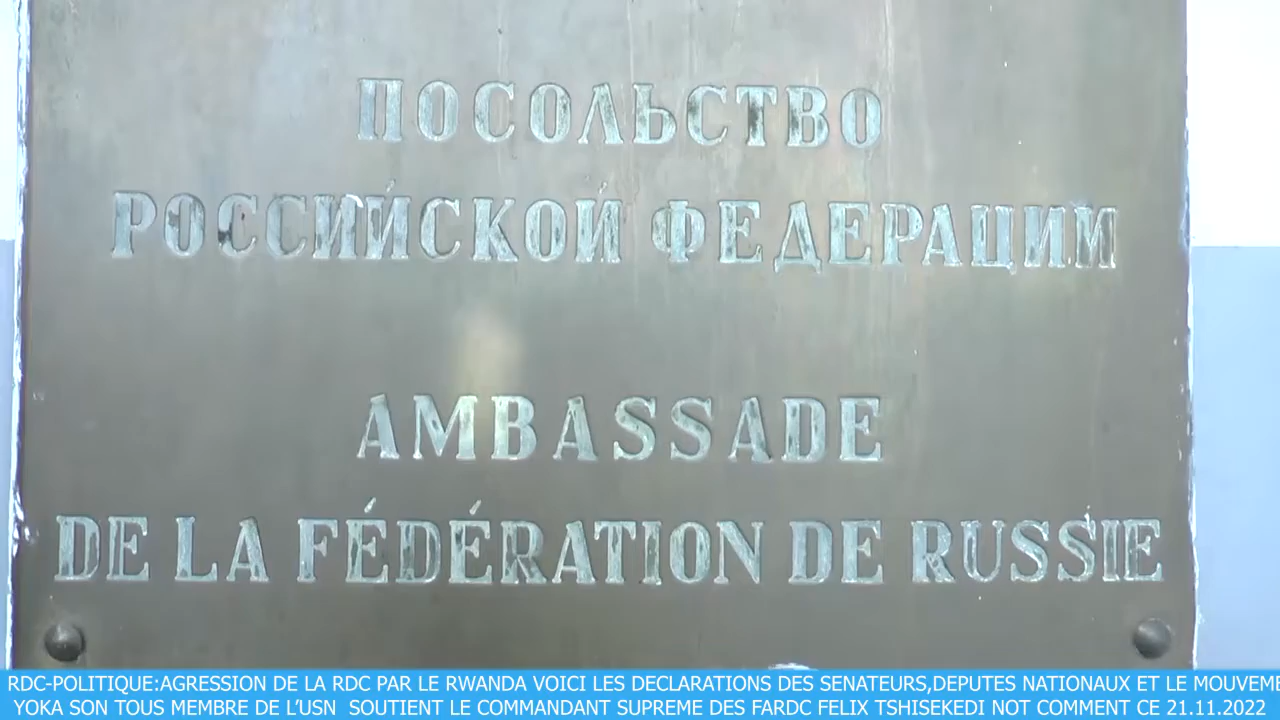 ПОСОЛЬСТВО
РОССИЙСКОЙ ФЕДЕРАЦИИ
AMBASSADE
DE LA FÉDÉRATION DE RUSSIE
RDC-POLITIQUE:AGRESSION DE LA RDC PAR LE RWANDA VOICI LES DECLARATIONS DES SENATEURS,DEPUTES NATIONAUX ET LE
YOKA SON TOUS MEMBRE DE L’USN SOUTIENT LE COMMANDANT SUPREME DES FARDC FELIX TSHISEKEDI NOT COMMENT CE 21.11.2022